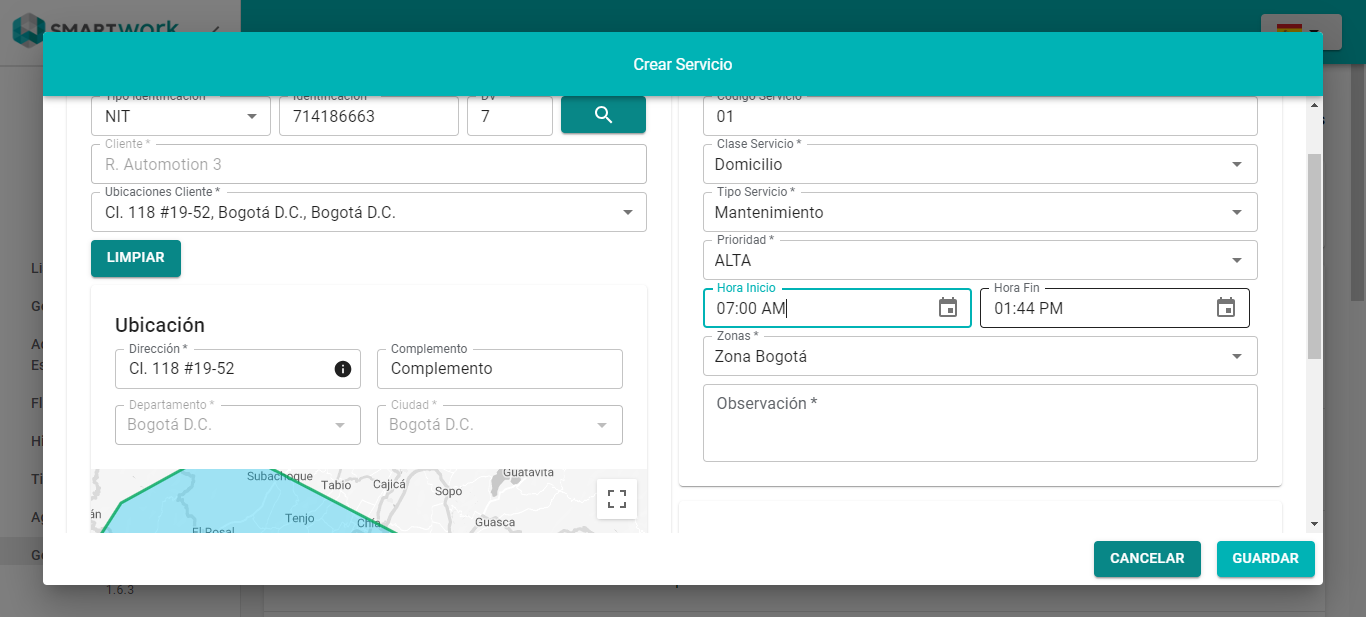 SMARTWORK
Crear Servicio
Tipo Identificación
Identificación
DV
NIT
714186663
7
Cliente *
R. Automotion 3
Ubicaciones Cliente *
Cl. 118 #19-52, Bogotá D.C., Bogotá D.C.
LIMPIAR
Ubicación
Dirección *
Cl. 118 #19-52
Complemento
Complemento
Departamento *
Bogotá D.C.
Ciudad *
Bogotá D.C.
Subachoque
Tabio
Cajicá
Sopo
Guatavita
Tenjo
Chía
Guasca
El Rosal
Código Servicio
01
Clase Servicio *
Domicilio
Tipo Servicio *
Mantenimiento
Prioridad *
ALTA
Hora Inicio
07:00 AM
Hora Fin
01:44 PM
Zonas *
Zona Bogotá
Observación *
CANCELAR
GUARDAR
1.6.3